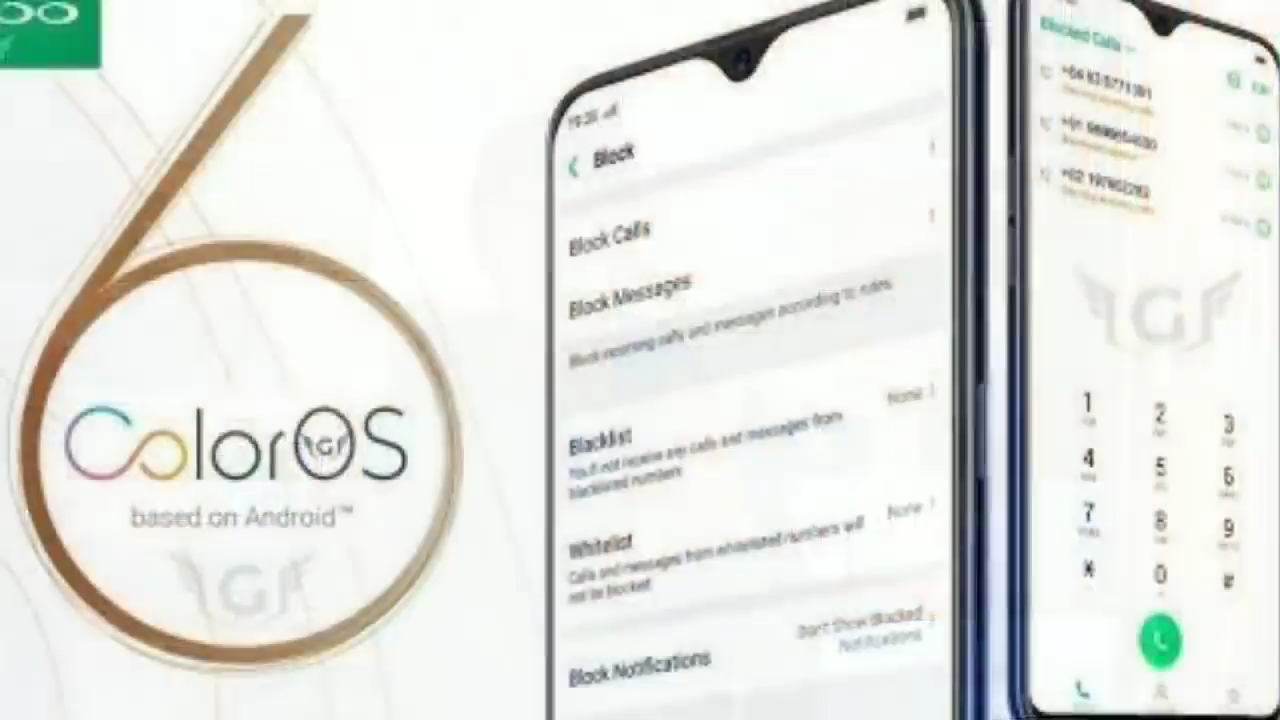 6
ColorOS
based on Android™
G
Block
Block Calls
Block Messages
Block incoming calls and messages according to rules
Blacklist
None
You'll not receive any calls and messages from
blacklisted numbers
Whitelist
None
Calls and messages from whitelisted numbers will
not be blocked
Block Notifications
Don't Show Blocked
Notifications
Blocked Calls
G
1 2 3
4 5 6
7 8 9
* 0 #